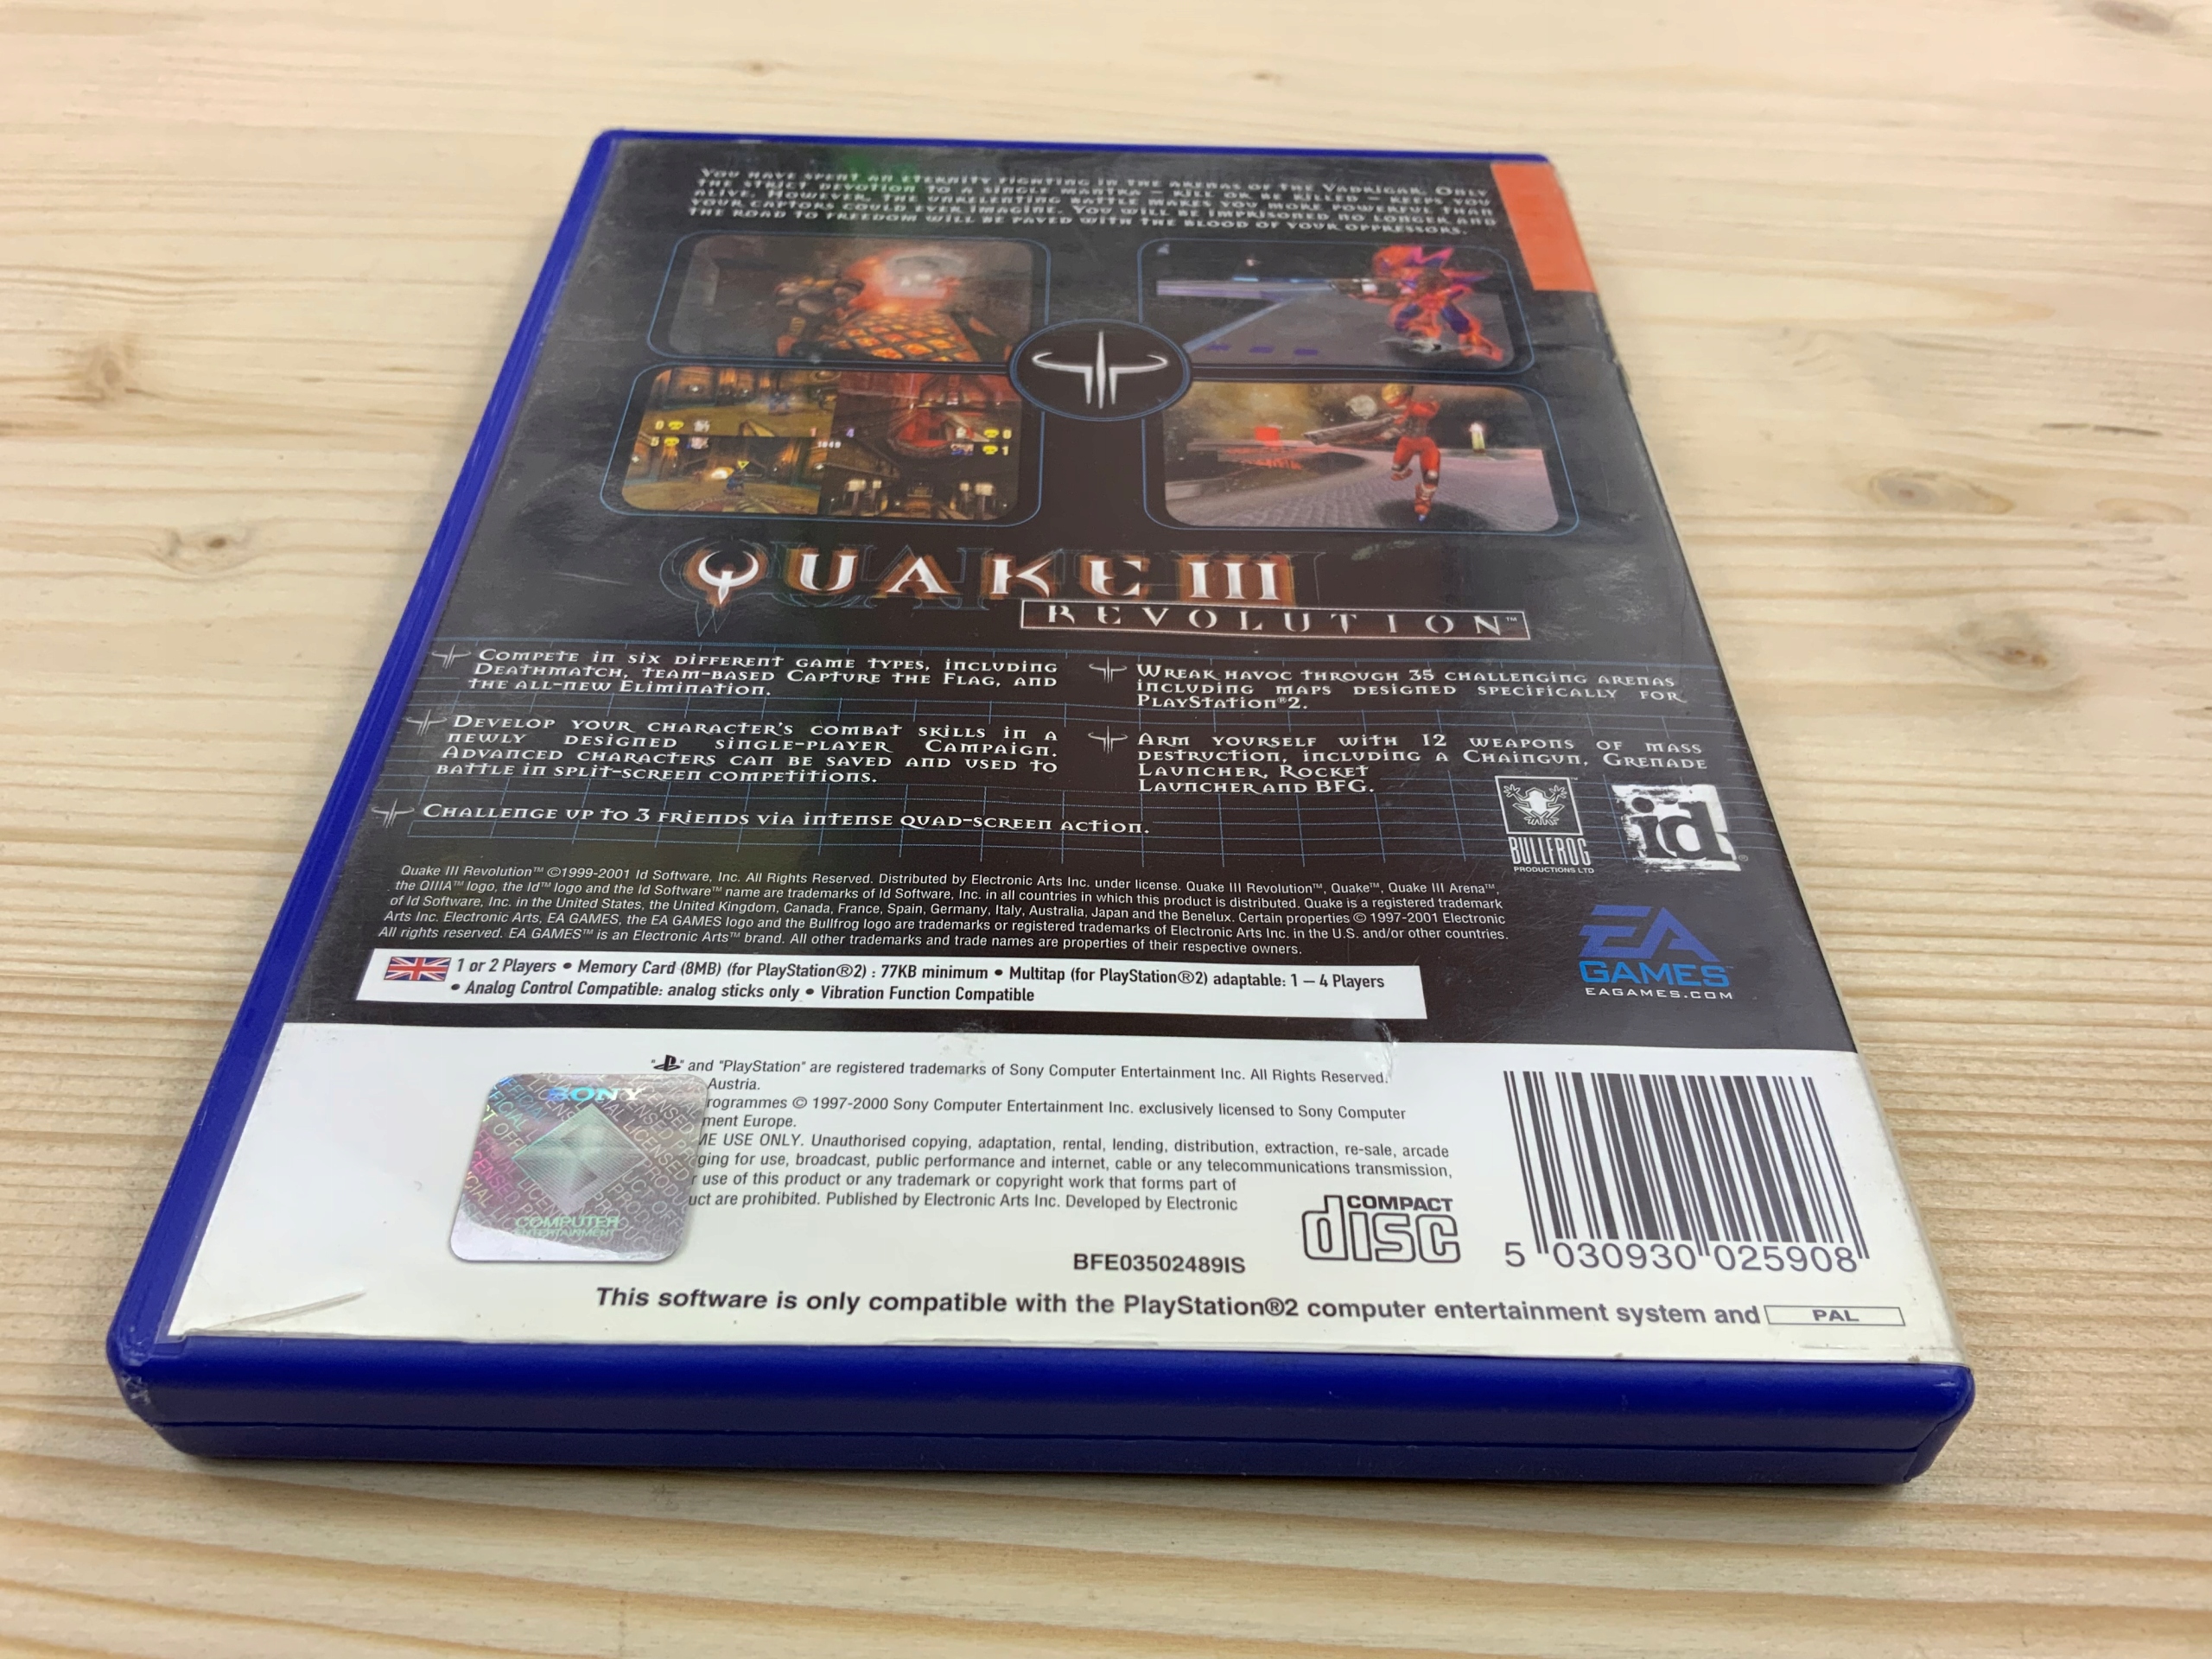 You have spent an eternity fighting in the arenas of the Vadrigar. Only
the strict devotion to a single mantra – kill or be killed – keeps you
alive. However, the unrelenting battle makes you more powerful than
your captors could ever imagine. You will be imprisoned no longer and
the road to freedom will be paved with the blood of your oppressors.
QUAKE III
REVOLUTION™
Compete in six different game types, including
Deathmatch, team-based Capture the Flag, and
the all-new Elimination.
Develop your character's combat skills in a
newly designed single-player Campaign.
Advanced characters can be saved and used to
battle in split-screen competitions.
Challenge up to 3 friends via intense quad-screen action.
Wreak havoc through 35 challenging arenas
including maps designed specifically for
PlayStation®2.
Arm yourself with 12 weapons of mass
destruction, including a Chaingun, Grenade
Launcher, Rocket
Launcher and BFG.
BULLFROG
PRODUCTIONS LTD
id®
Quake III Revolution™ ©1999-2001 Id Software, Inc. All Rights Reserved. Distributed by Electronic Arts Inc. under license. Quake III Revolution™, Quake™, Quake III Arena™,
the QIIIA™ logo, the Id™ logo and the Id Software™ name are trademarks of Id Software, Inc. in all countries in which this product is distributed. Quake is a registered trademark
of Id Software, Inc. in the United States, the United Kingdom, Canada, France, Spain, Germany, Italy, Australia, Japan and the Benelux. Certain properties © 1997-2001 Electronic
Arts Inc. Electronic Arts, EA GAMES, the EA GAMES logo and the Bullfrog logo are trademarks or registered trademarks of Electronic Arts Inc. in the U.S. and/or other countries.
All rights reserved. EA GAMES™ is an Electronic Arts™ brand. All other trademarks and trade names are properties of their respective owners.
EA
GAMES™
EAGAMES.COM
1 or 2 Players • Memory Card (8MB) (for PlayStation®2) : 77KB minimum • Multitap (for PlayStation®2) adaptable: 1 – 4 Players
• Analog Control Compatible: analog sticks only • Vibration Function Compatible
" " and "PlayStation" are registered trademarks of Sony Computer Entertainment Inc. All Rights Reserved.
Austria.
rogrammes © 1997-2000 Sony Computer Entertainment Inc. exclusively licensed to Sony Computer
ment Europe.
ME USE ONLY. Unauthorised copying, adaptation, rental, lending, distribution, extraction, re-sale, arcade
ging for use, broadcast, public performance and internet, cable or any telecommunications transmission,
r use of this product or any trademark or copyright work that forms part of
uct are prohibited. Published by Electronic Arts Inc. Developed by Electronic
SONY
COMPUTER
ENTERTAINMENT
COMPACT
disc
BFE03502489IS
5 030930 025908
This software is only compatible with the PlayStation®2 computer entertainment system and PAL